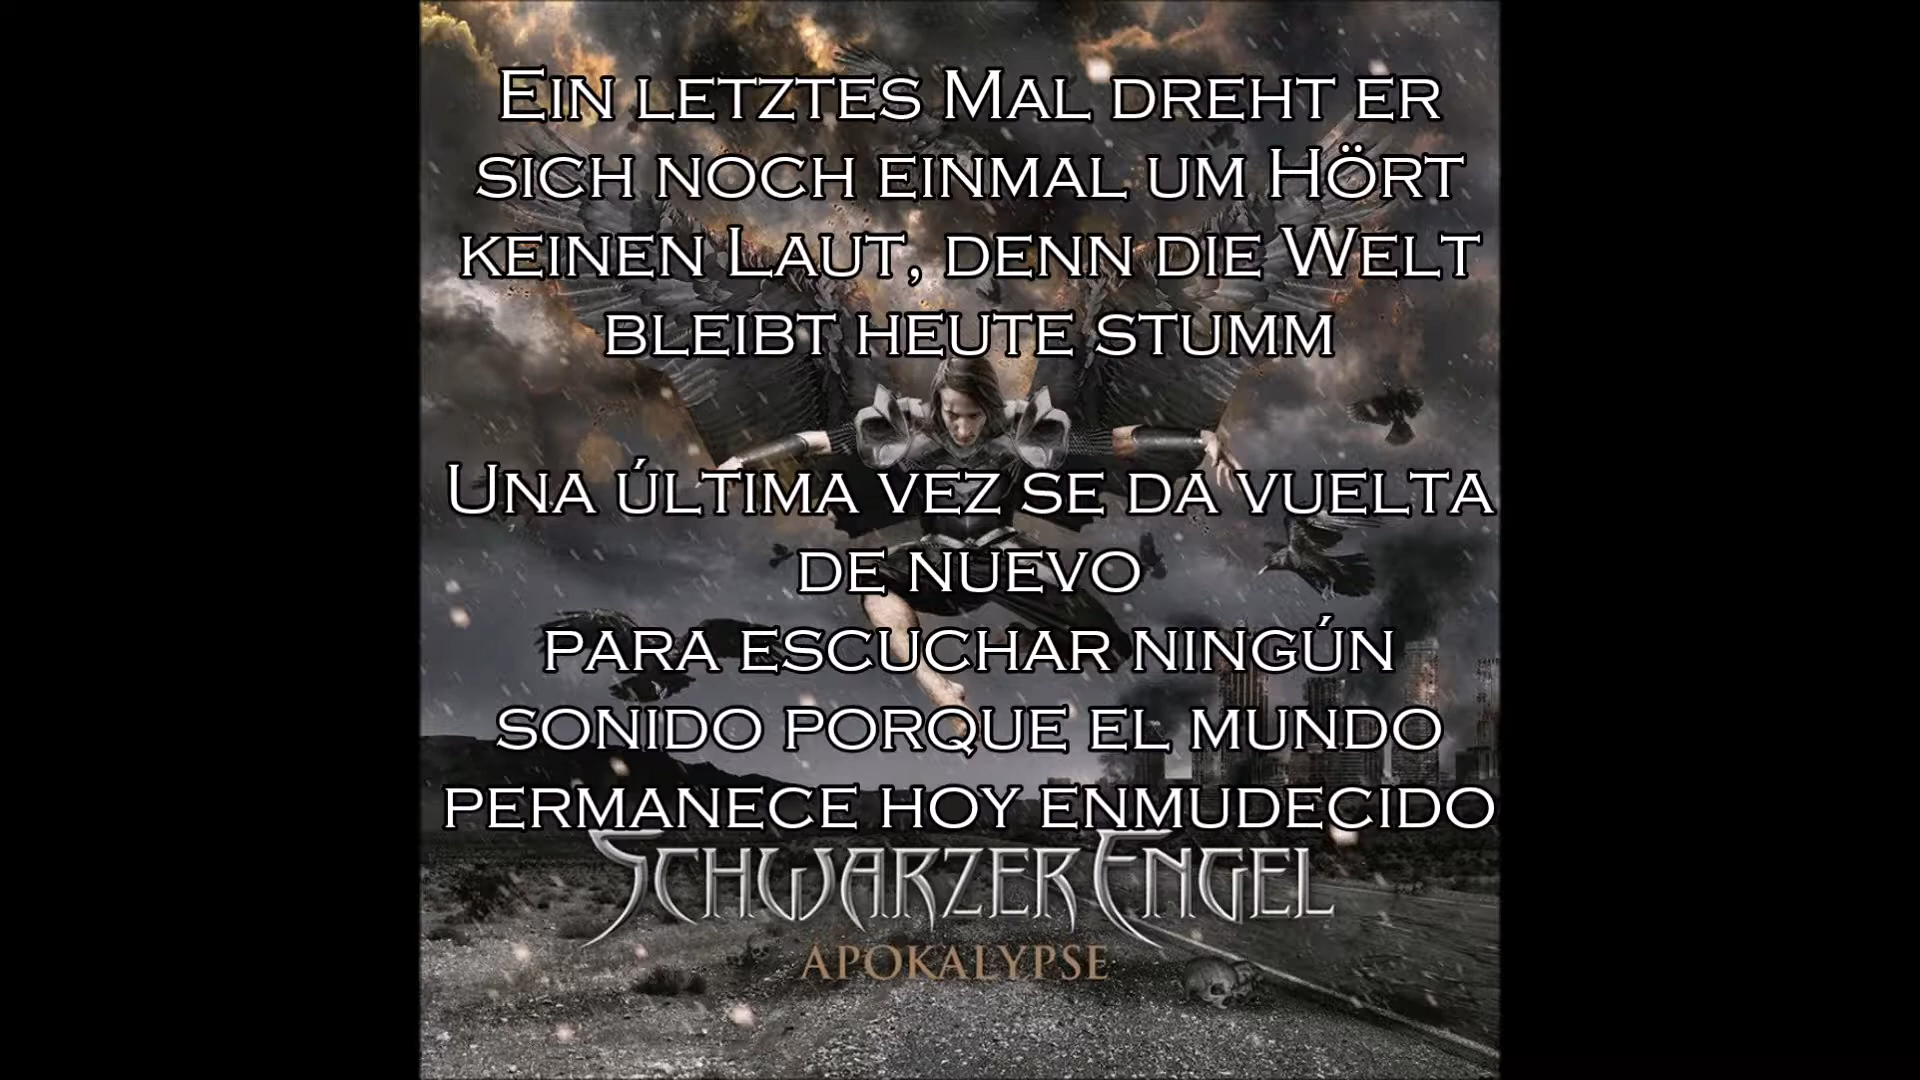 Ein letztes Mal dreht er
sich noch einmal um Hört
keinen Laut, denn die Welt
bleibt heute stumm
Una última vez se da vuelta
de nuevo
para escuchar ningún
sonido porque el mundo
permanece hoy enmudecido
Schwarzer Engel
Apokalypse